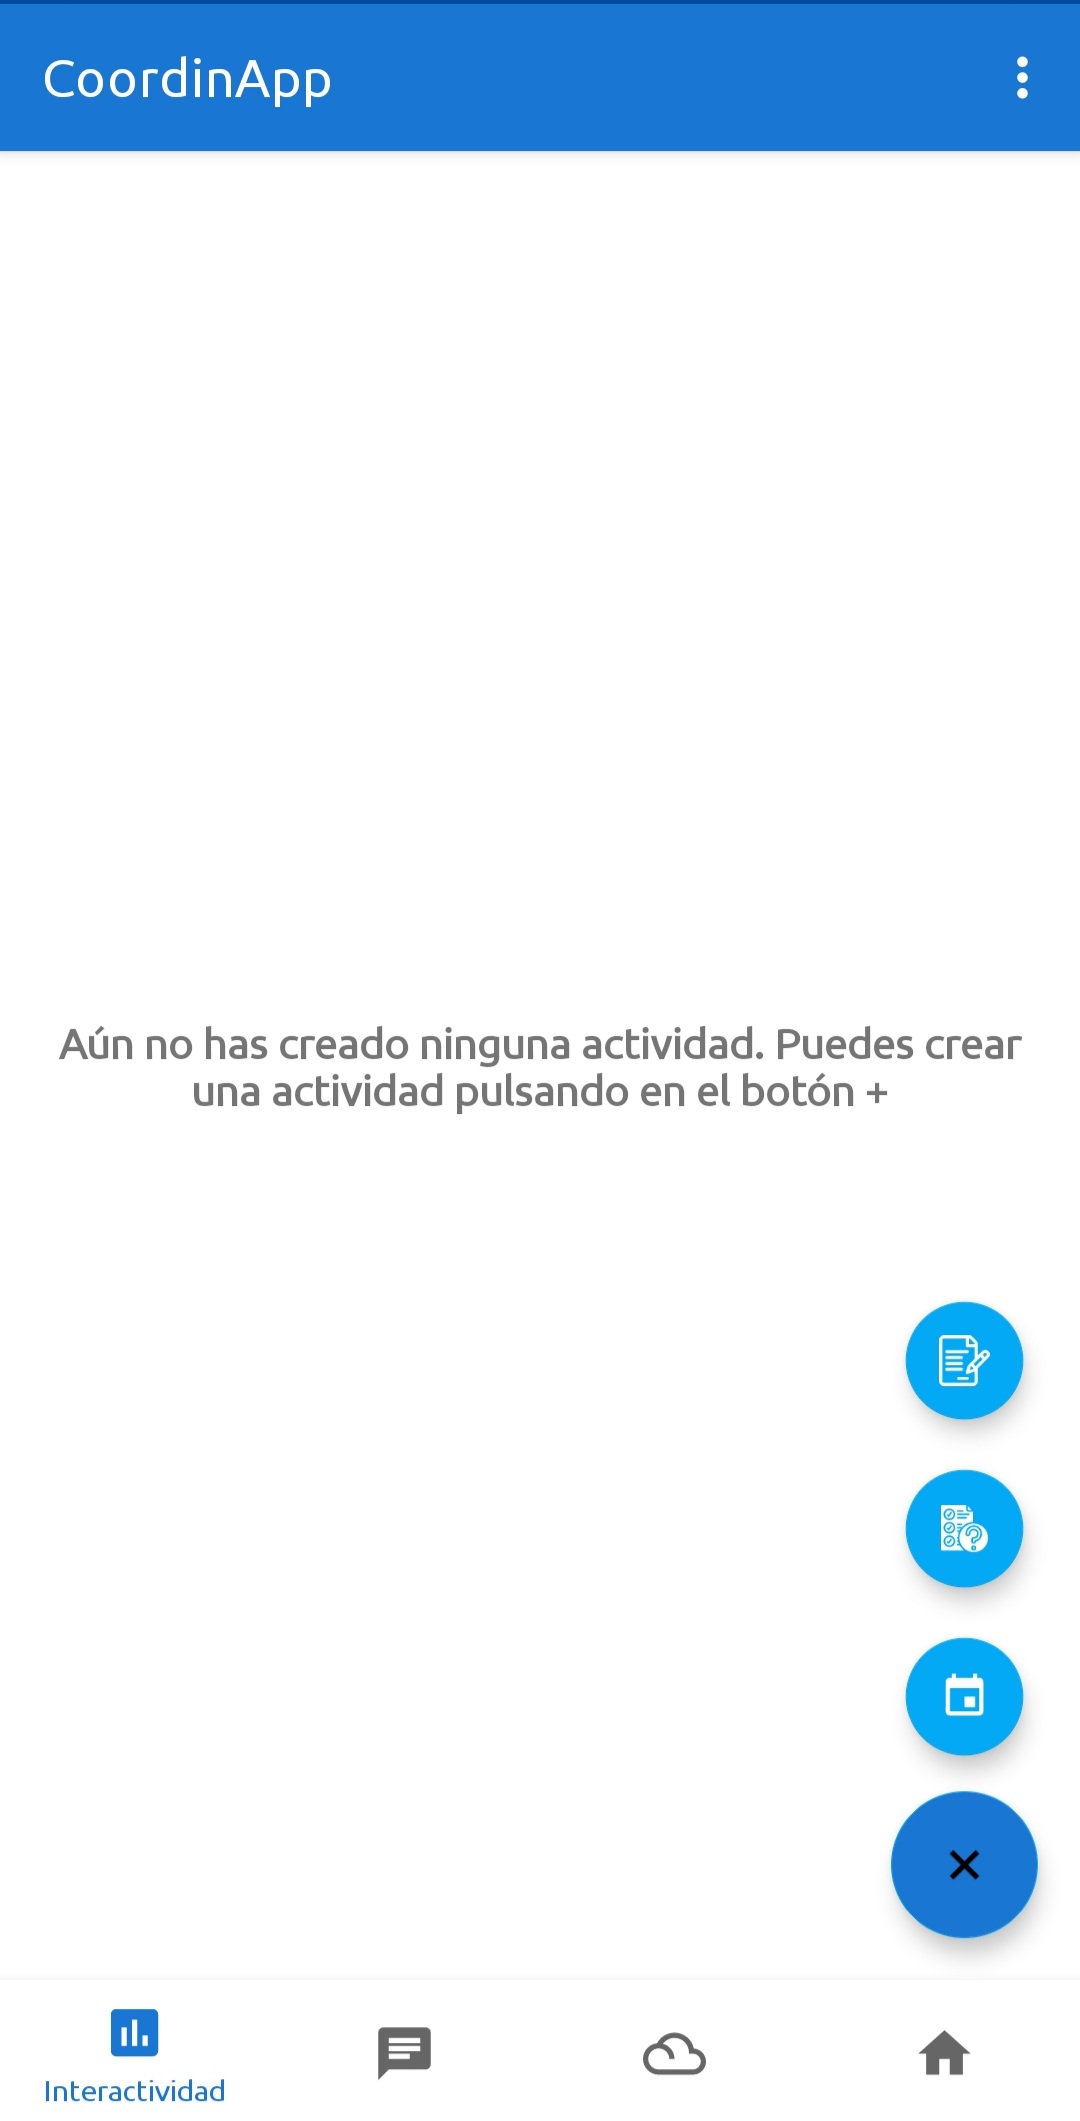 CoordinApp
Aún no has creado ninguna actividad. Puedes crear
una actividad pulsando en el botón +
Interactividad